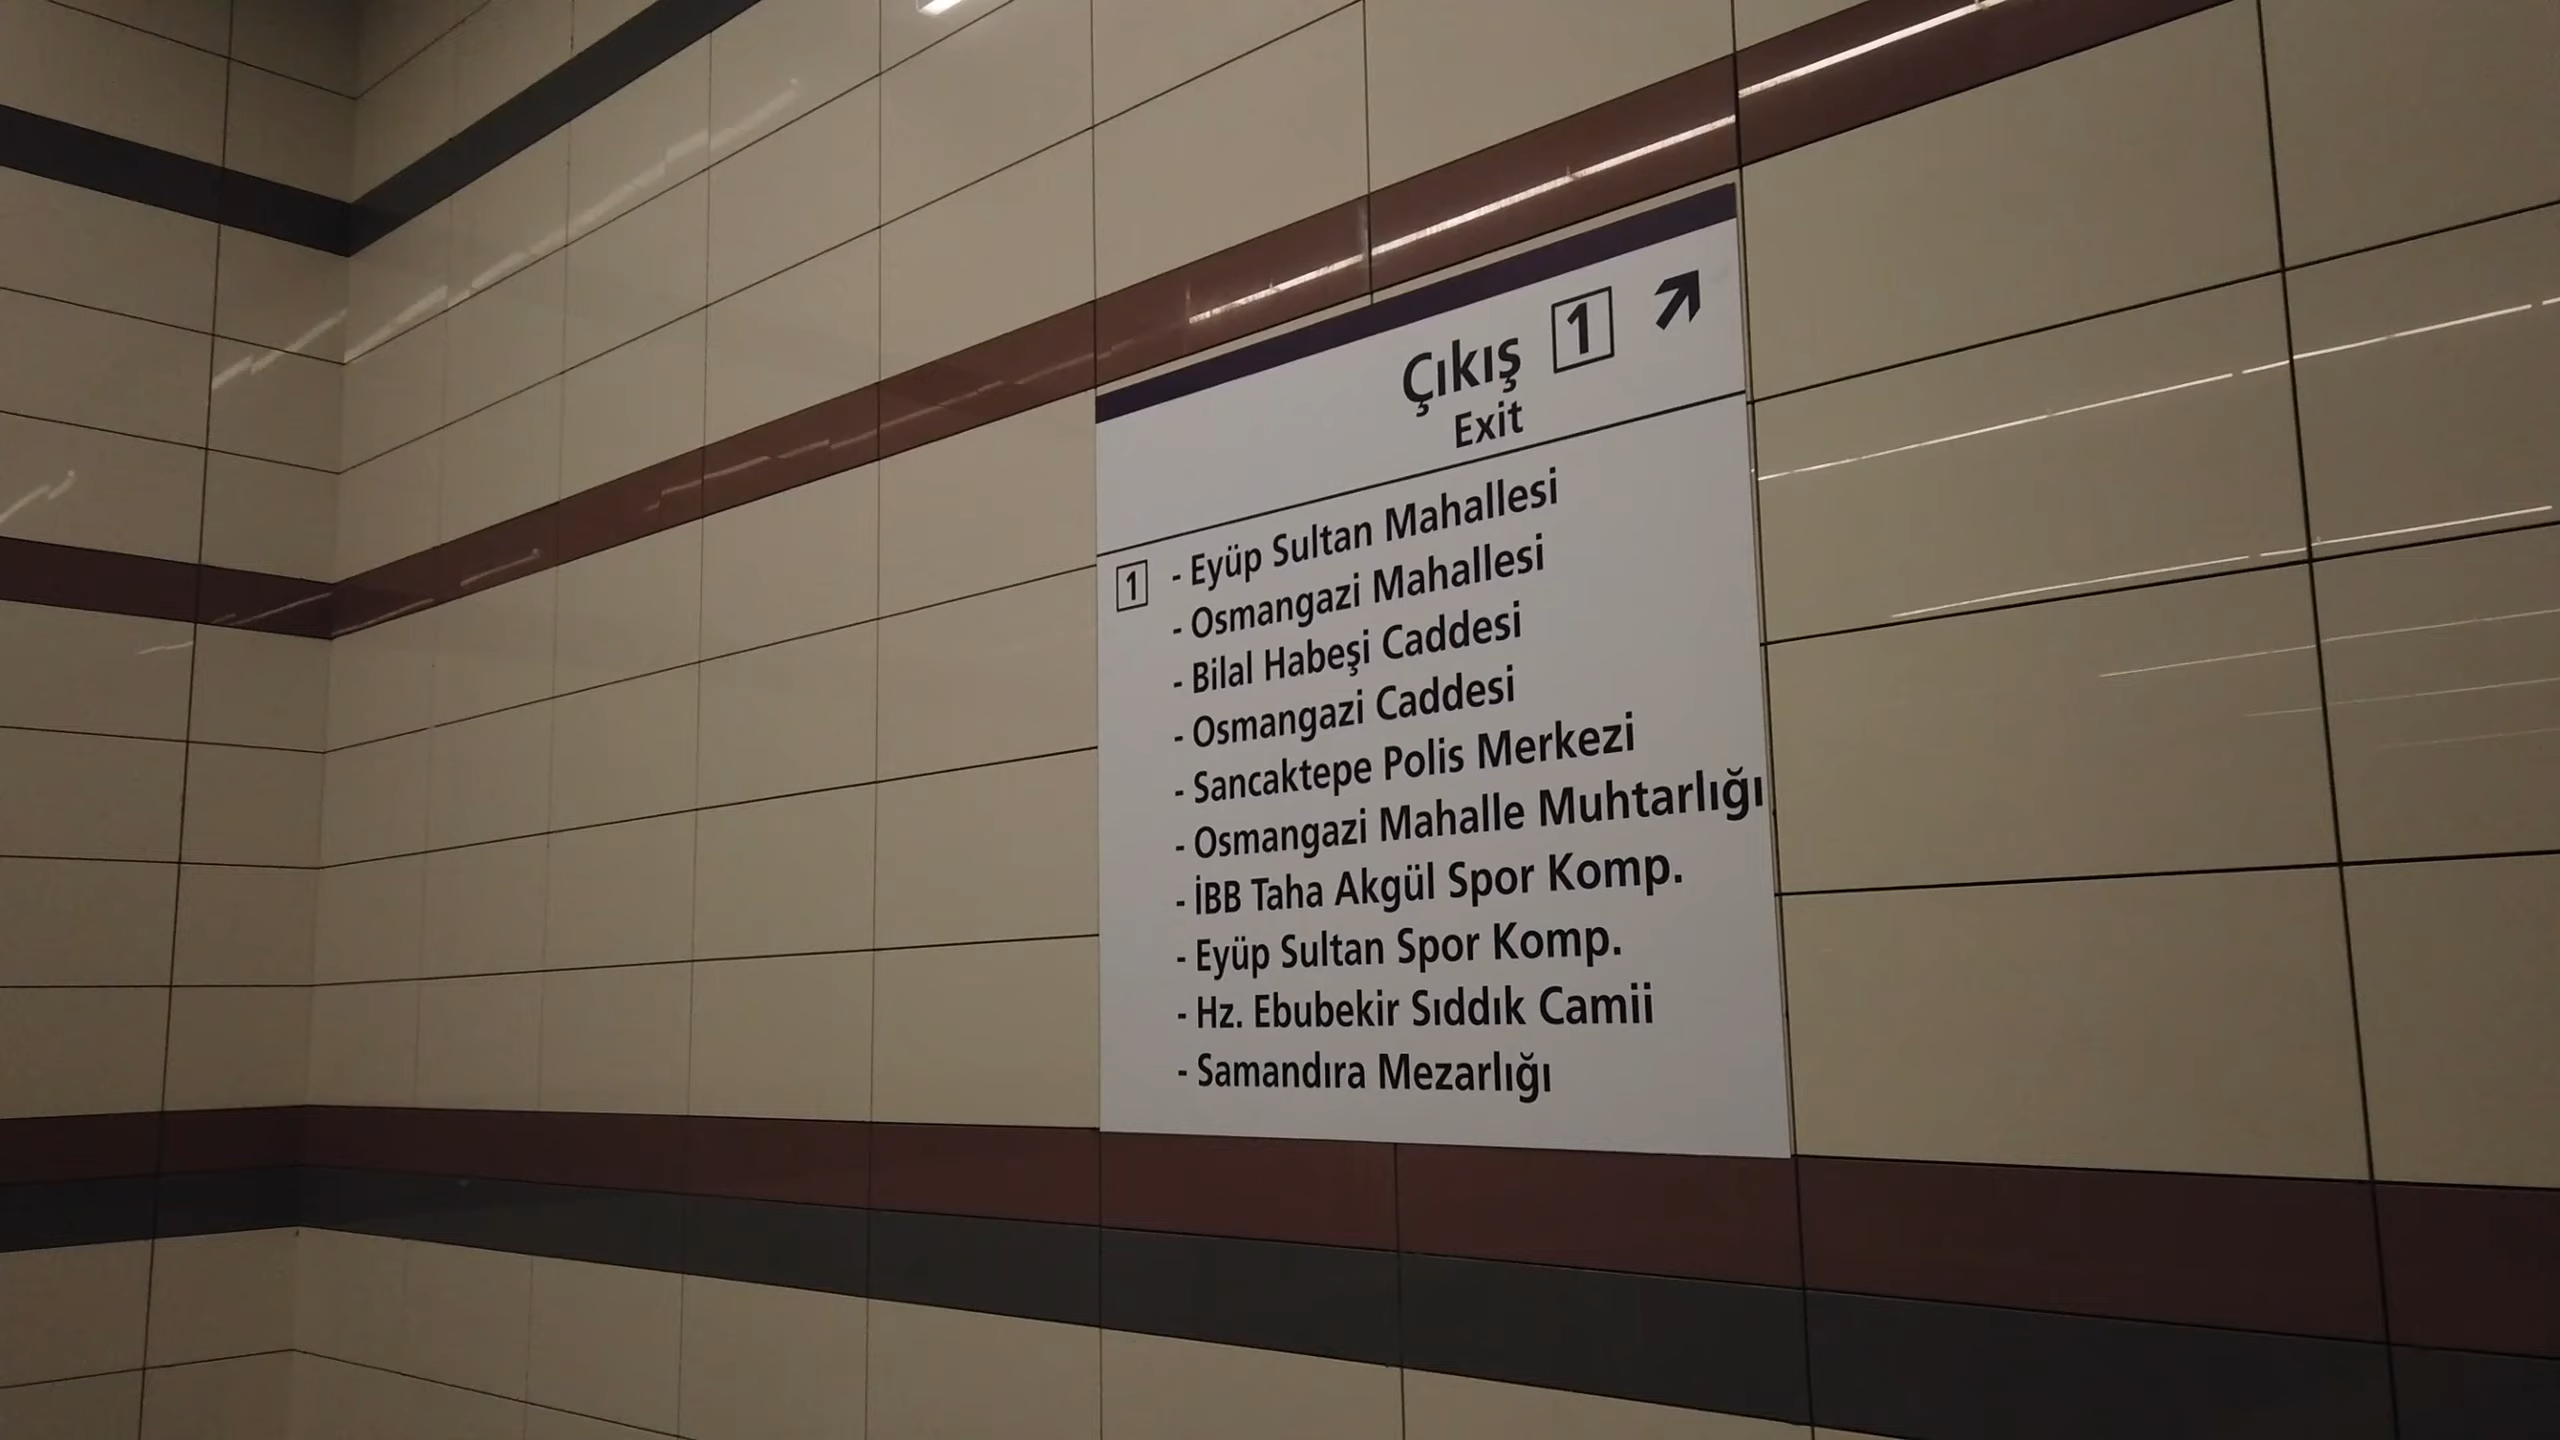 Çıkış 1
Exit
1 - Eyüp Sultan Mahallesi
- Osmangazi Mahallesi
- Bilal Habeşi Caddesi
- Osmangazi Caddesi
- Sancaktepe Polis Merkezi
- Osmangazi Mahalle Muhtarlığı
- İBB Taha Akgül Spor Komp.
- Eyüp Sultan Spor Komp.
- Hz. Ebubekir Sıddık Camii
- Samandıra Mezarlığı